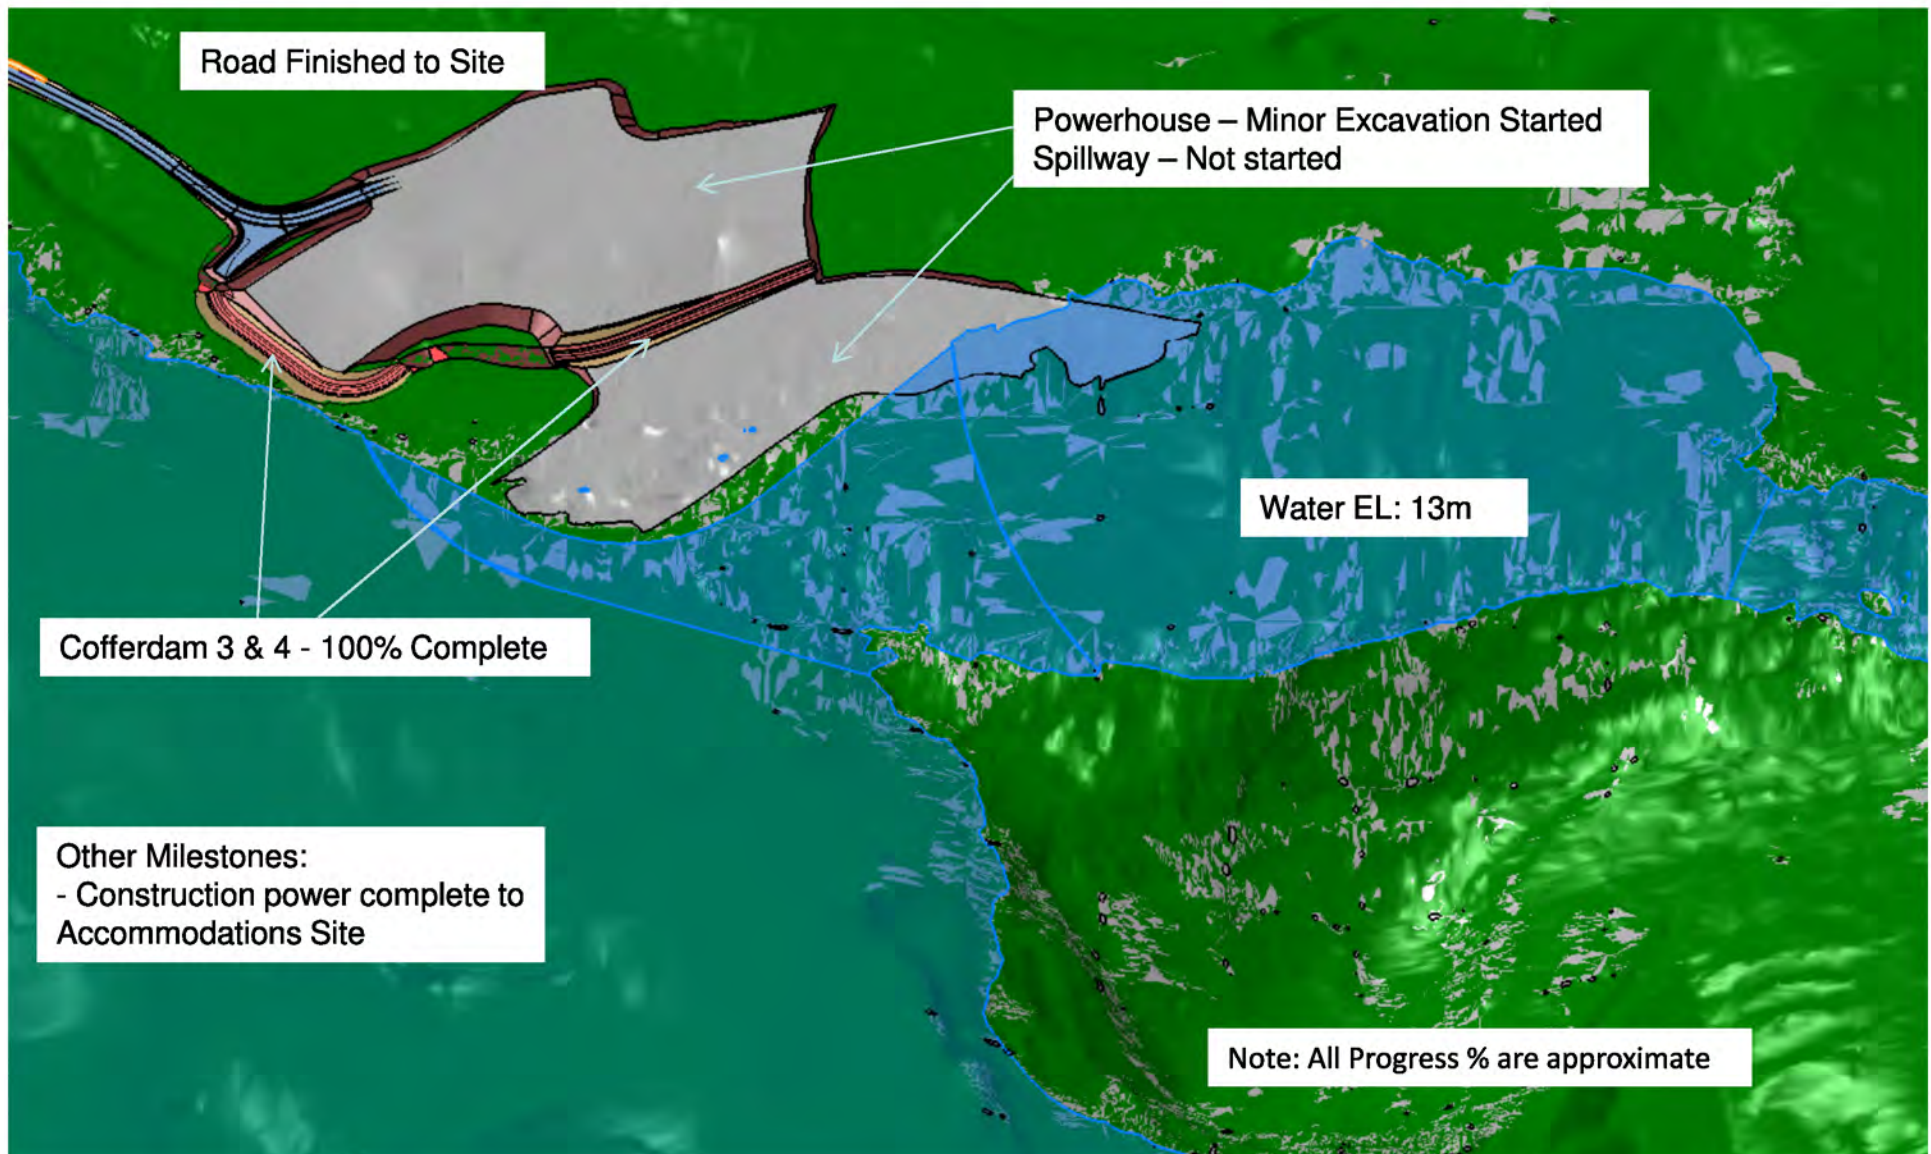 Road Finished to Site
Powerhouse – Minor Excavation Started
Spillway – Not started
Water EL: 13m
Cofferdam 3 & 4 - 100% Complete
Other Milestones:
- Construction power complete to
Accommodations Site
Note: All Progress % are approximate